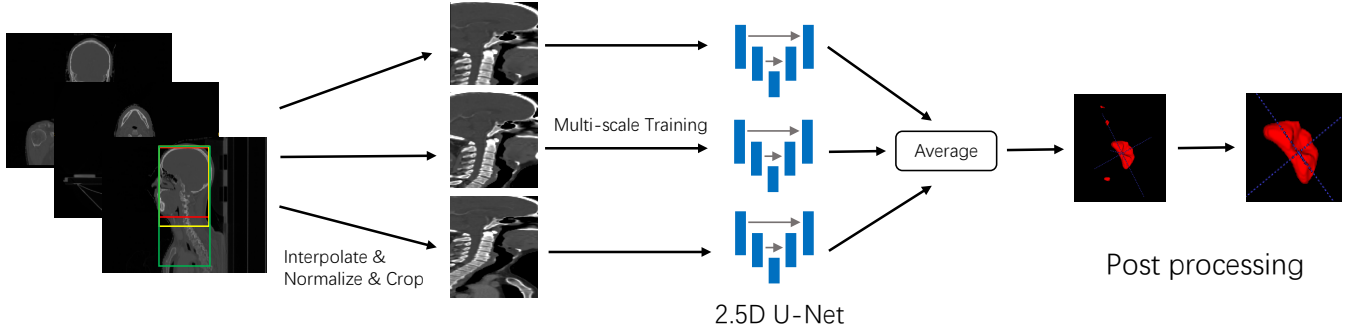 Interpolate &
Normalize & Crop
Multi-scale Training
2.5D U-Net
Average
Post processing